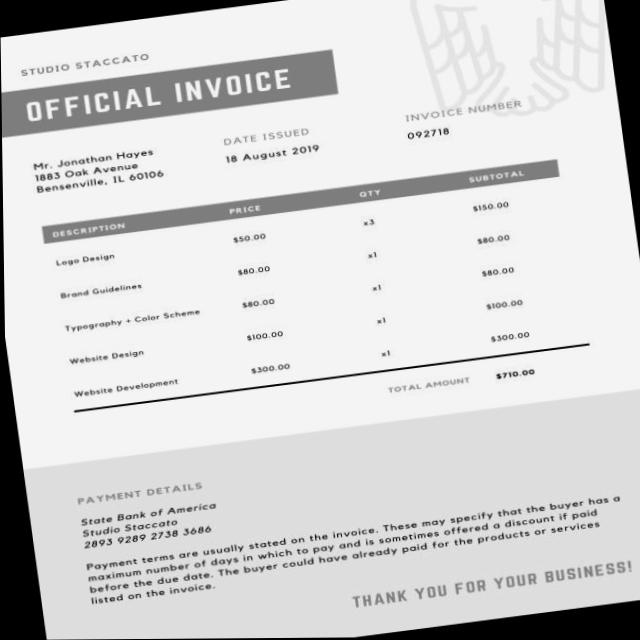 STUDIO STACCATO
OFFICIAL INVOICE
Mr. Jonathan Hayes
1883 Oak Avenue
Bensenville, IL 60106
DATE ISSUED
18 August 2019
INVOICE NUMBER
092718
DESCRIPTION PRICE QTY SUBTOTAL
Logo Design $50.00 x3 $150.00
Brand Guidelines $80.00 x1 $80.00
Typography + Color Scheme $80.00 x1 $80.00
Website Design $100.00 x1 $100.00
Website Development $300.00 x1 $300.00
TOTAL AMOUNT $710.00
PAYMENT DETAILS
State Bank of America
Studio Staccato
2893 9289 2738 3686
Payment terms are usually stated on the invoice. These may specify that the buyer has a
maximum number of days in which to pay and is sometimes offered a discount if paid
before the due date. The buyer could have already paid for the products or services
listed on the invoice.
THANK YOU FOR YOUR BUSINESS!